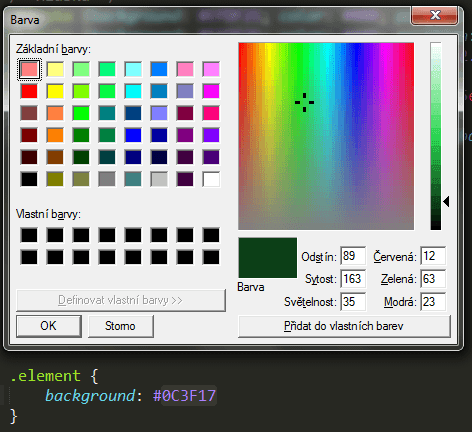 Barva
Základní barvy:
Vlastní barvy:
Definovat vlastní barvy >>
OK
Storno
Barva
Odstín: 89
Sytost: 163
Světelnost: 35
Červená: 12
Zelená: 63
Modrá: 23
Přidat do vlastních barev
.element {
background: #0C3F17
}